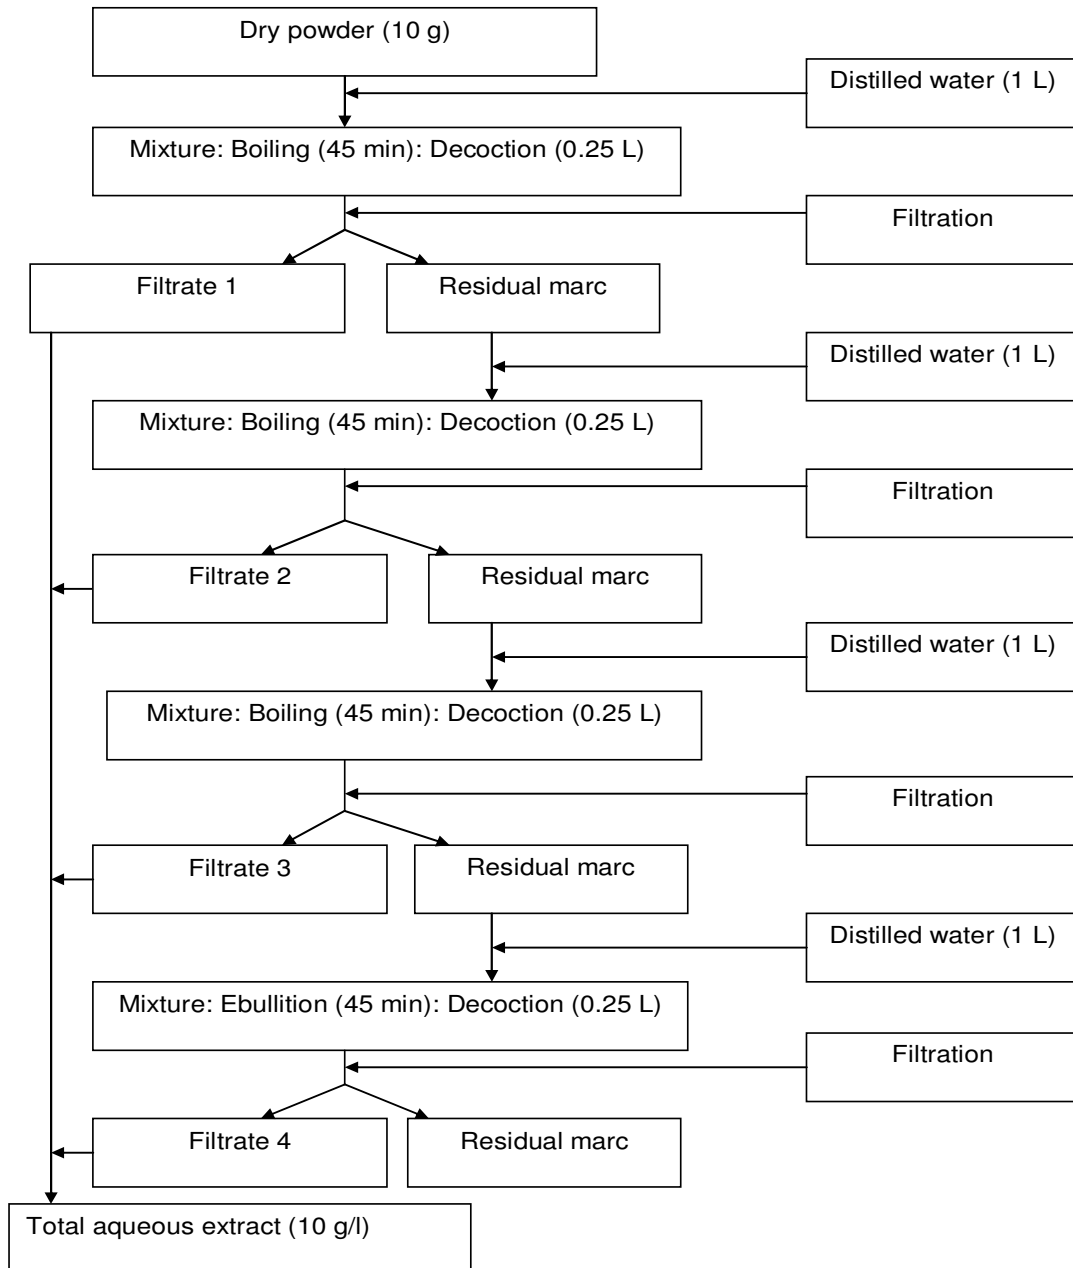 Dry powder (10 g)
Distilled water (1 L)
Mixture: Boiling (45 min): Decoction (0.25 L)
Filtration
Filtrate 1
Residual marc
Distilled water (1 L)
Mixture: Boiling (45 min): Decoction (0.25 L)
Filtration
Filtrate 2
Residual marc
Distilled water (1 L)
Mixture: Boiling (45 min): Decoction (0.25 L)
Filtration
Filtrate 3
Residual marc
Distilled water (1 L)
Mixture: Ebullition (45 min): Decoction (0.25 L)
Filtration
Filtrate 4
Residual marc
Total aqueous extract (10 g/l)